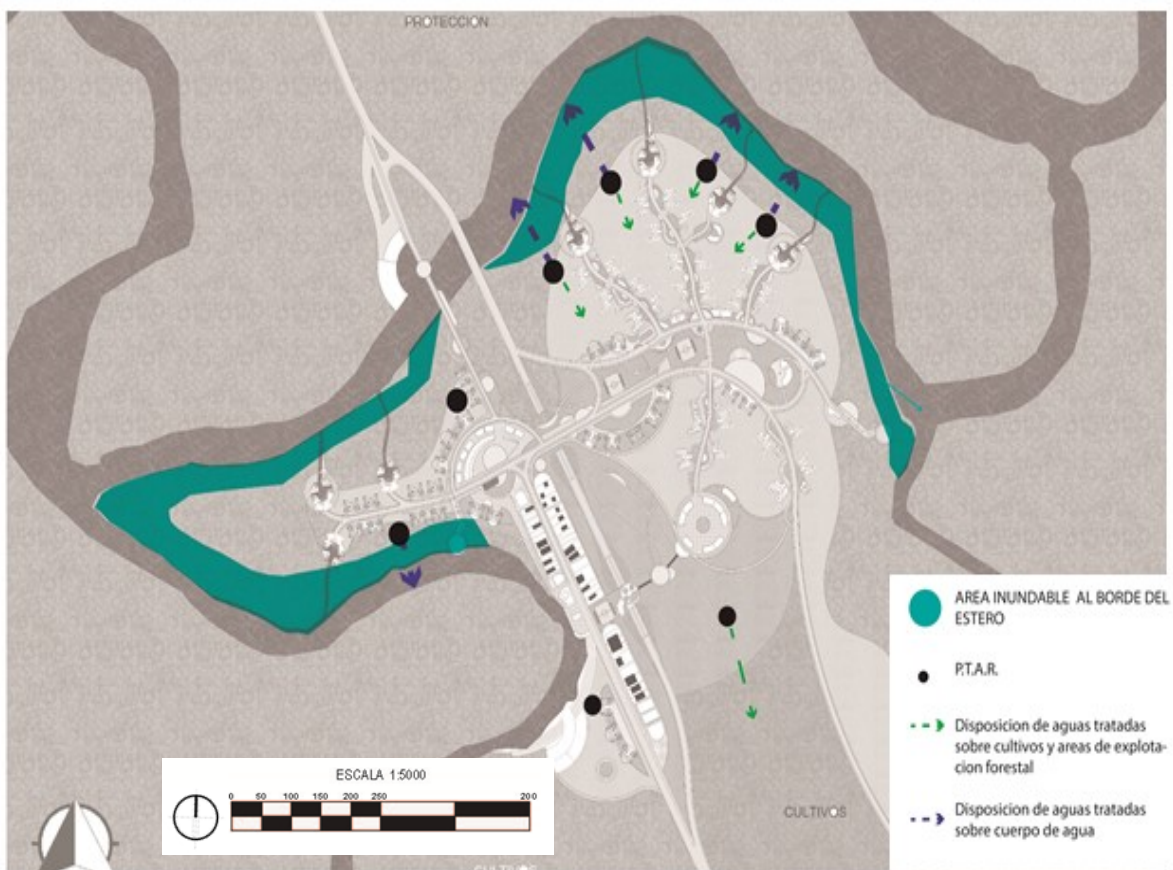 PROTECCION
AREA INUNDABLE AL BORDE DEL
ESTERO
P.T.A.R.
Disposicion de aguas tratadas
sobre cultivos y areas de explota-
cion forestal
Disposicion de aguas tratadas
sobre cuerpo de agua
CULTIVOS
ESCALA 1:5000
0 50 100 150 200 250 200
CULTIVOS